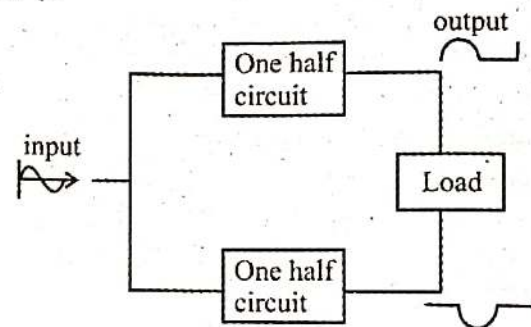 output
One half
circuit
input
Load
One half
circuit